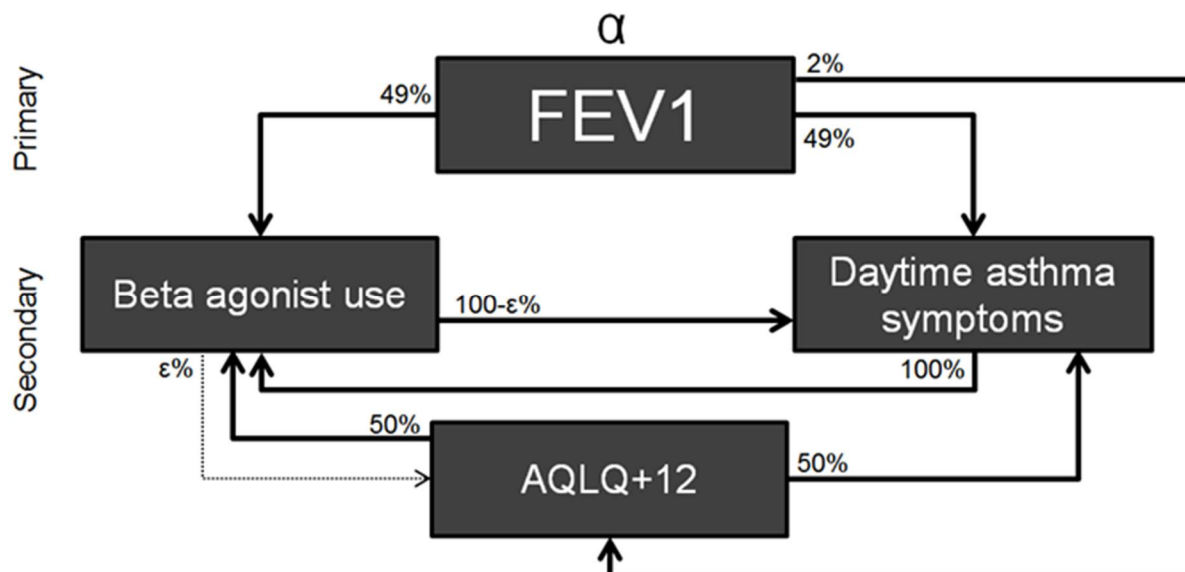 α
Primary
FEV1
2%
49%
49%
Secondary
Beta agonist use
100-ε%
Daytime asthma
symptoms
ε%
100%
50%
AQLQ+12
50%